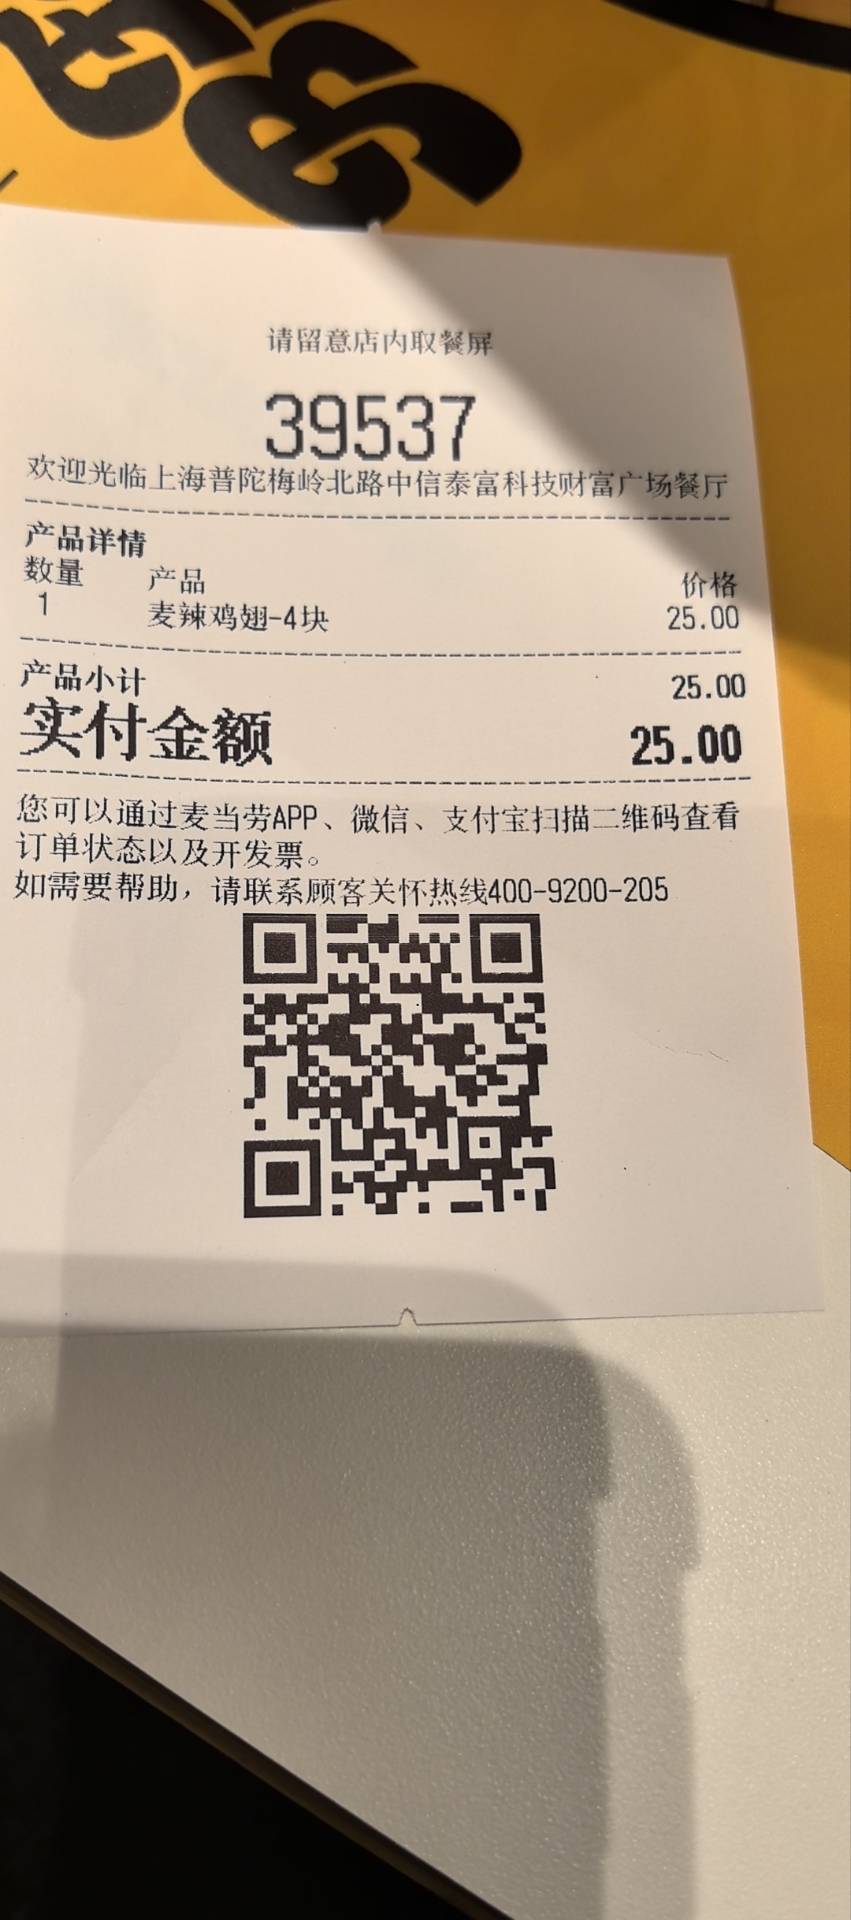 请留意店内取餐屏
39537
欢迎光临上海普陀梅岭北路中信泰富科技财富广场餐厅
产品详情
数量 产品 价格
1 麦辣鸡翅-4块 25.00
产品小计 25.00
实付金额 25.00
您可以通过麦当劳APP、微信、支付宝扫描二维码查看
订单状态以及开发票。
如需要帮助，请联系顾客关怀热线400-9200-205